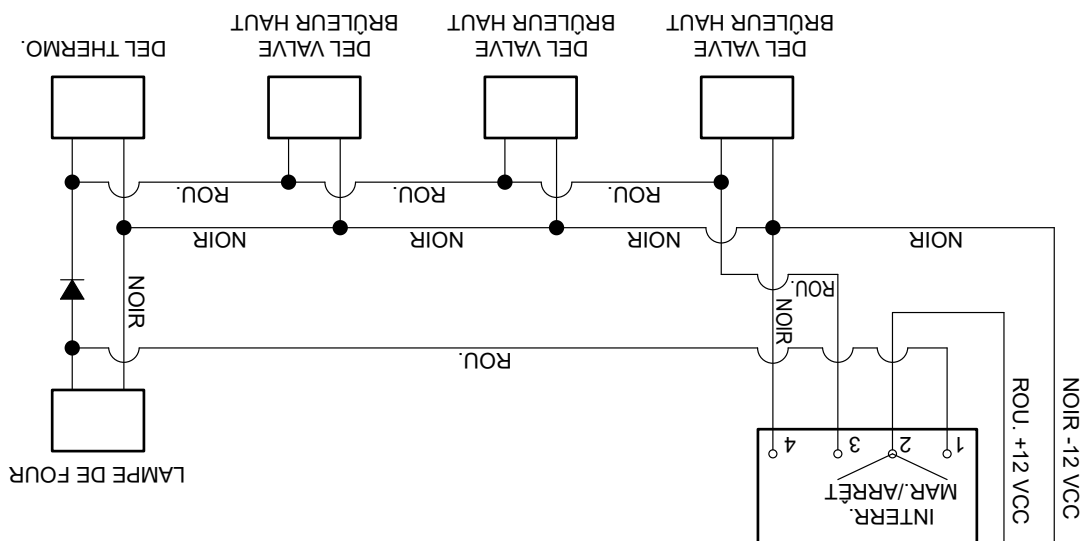 NOIR -12 VCC
ROU. +12 VCC
INTERR.
MAR./ARRÊT
1
2
3
4
LAMPE DE FOUR
ROU.
NOIR
ROU.
NOIR
NOIR
NOIR
NOIR
NOIR
ROU.
ROU.
ROU.
DEL VALVE
BRÛLEUR HAUT
DEL VALVE
BRÛLEUR HAUT
DEL VALVE
BRÛLEUR HAUT
DEL THERMO.